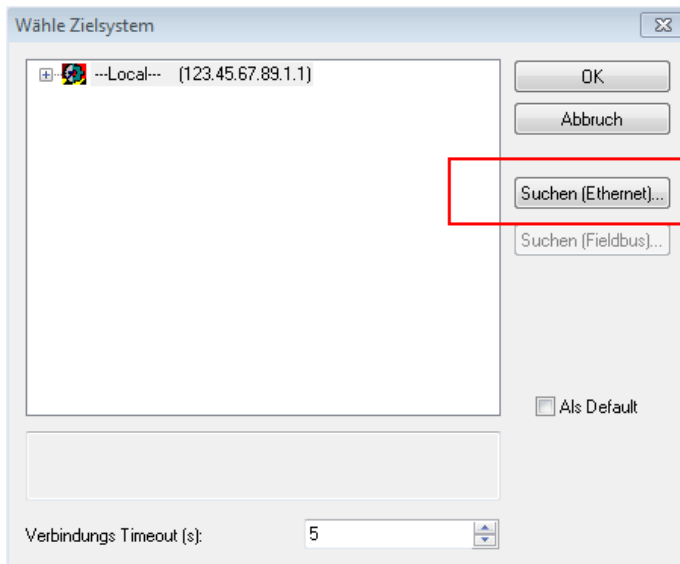 Wähle Zielsystem
---Local--- (123.45.67.89.1.1)
OK
Abbruch
Suchen (Ethernet)...
Suchen (Fieldbus)...
Als Default
Verbindungs Timeout (s): 5